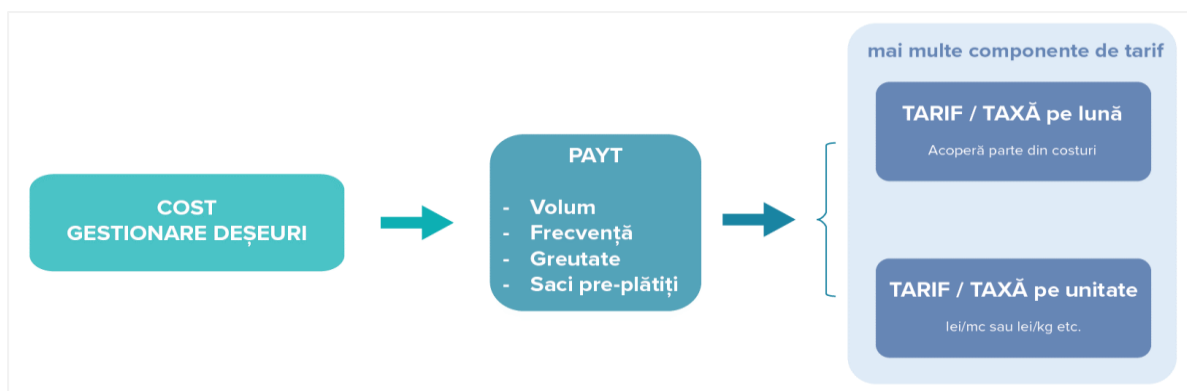 COST
GESTIONARE DEȘEURI
PAYT
- Volum
- Frecvență
- Greutate
- Saci pre-plătiți
mai multe componente de tarif
TARIF / TAXĂ pe lună
Acoperă parte din costuri
TARIF / TAXĂ pe unitate
lei/mc sau lei/kg etc.